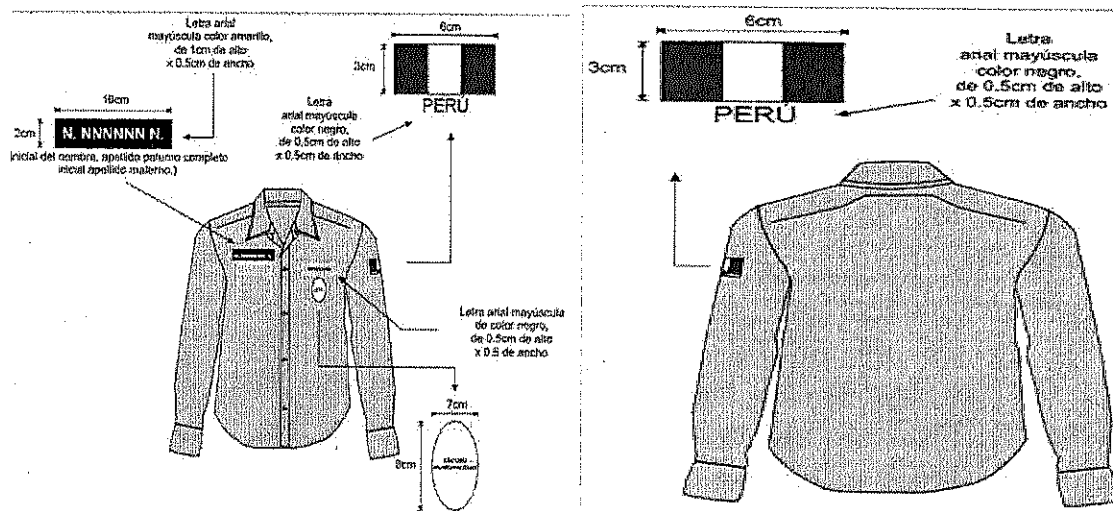 Letra arial
mayúscula color amarillo,
de 1cm de alto
x 0.5cm de ancho
10cm
2cm
N. NNNNNN N.
Inicial del nombre, apellido paterno completo
inicial apellido materno.)
6cm
3cm
PERÚ
Letra
arial mayúscula
color negro,
de 0.5cm de alto
x 0.5cm de ancho
Letra arial mayúscula
de color negro,
de 0.5cm de alto
x 0.5 de ancho
7cm
9cm
6cm
3cm
PERÚ
Letra
arial mayúscula
color negro,
de 0.5cm de alto
x 0.5cm de ancho